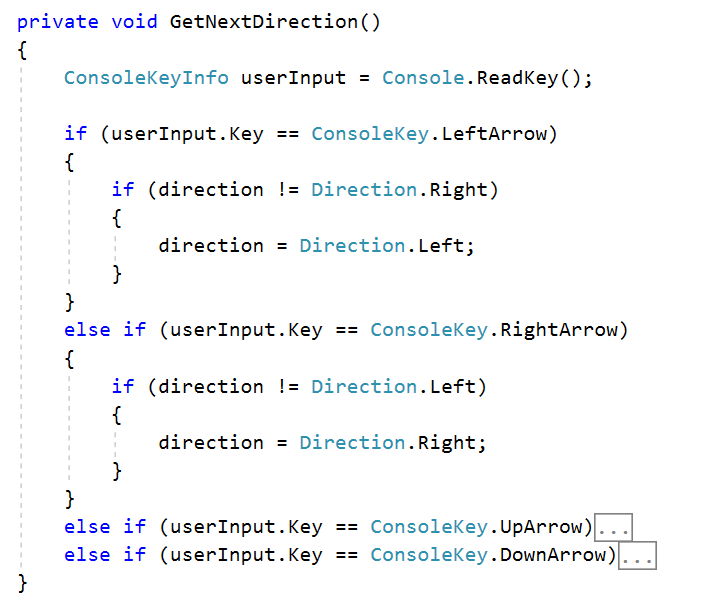 private void GetNextDirection()
{
    ConsoleKeyInfo userInput = Console.ReadKey();

    if (userInput.Key == ConsoleKey.LeftArrow)
    {
        if (direction != Direction.Right)
        {
            direction = Direction.Left;
        }
    }
    else if (userInput.Key == ConsoleKey.RightArrow)
    {
        if (direction != Direction.Left)
        {
            direction = Direction.Right;
        }
    }
    else if (userInput.Key == ConsoleKey.UpArrow)...
    else if (userInput.Key == ConsoleKey.DownArrow)...
}